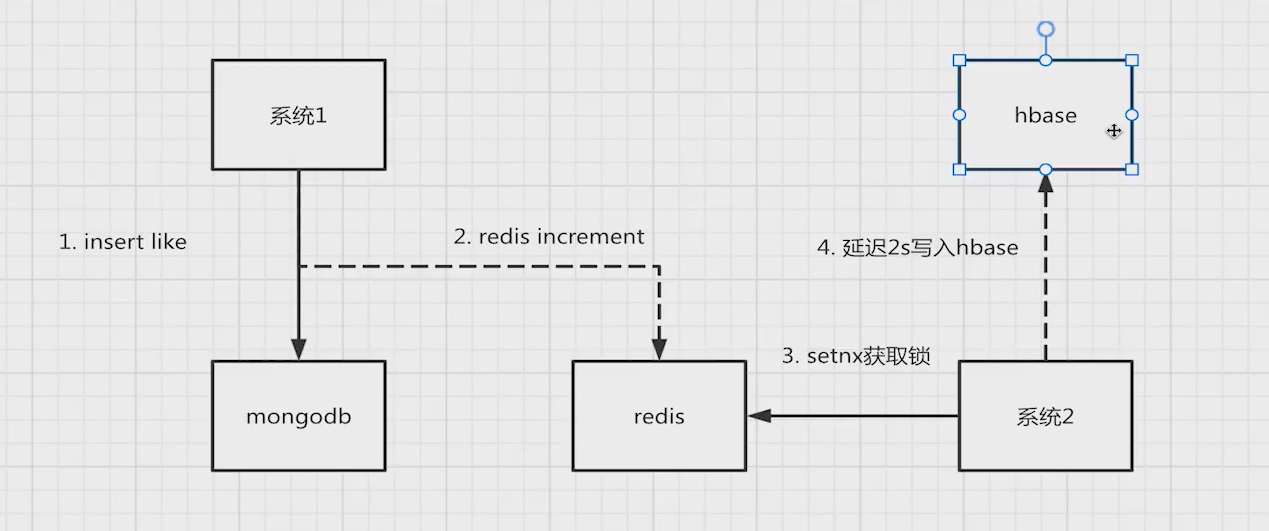 系统1
hbase
1. insert like
2. redis increment
4. 延迟2s写入hbase
3. setnx获取锁
mongodb
redis
系统2